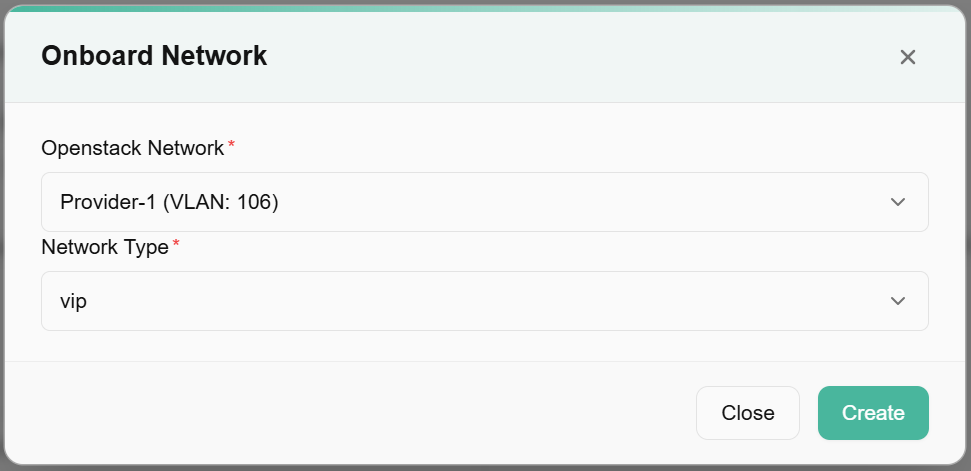 Onboard Network
Openstack Network*
Provider-1 (VLAN: 106)
Network Type*
vip
Close
Create